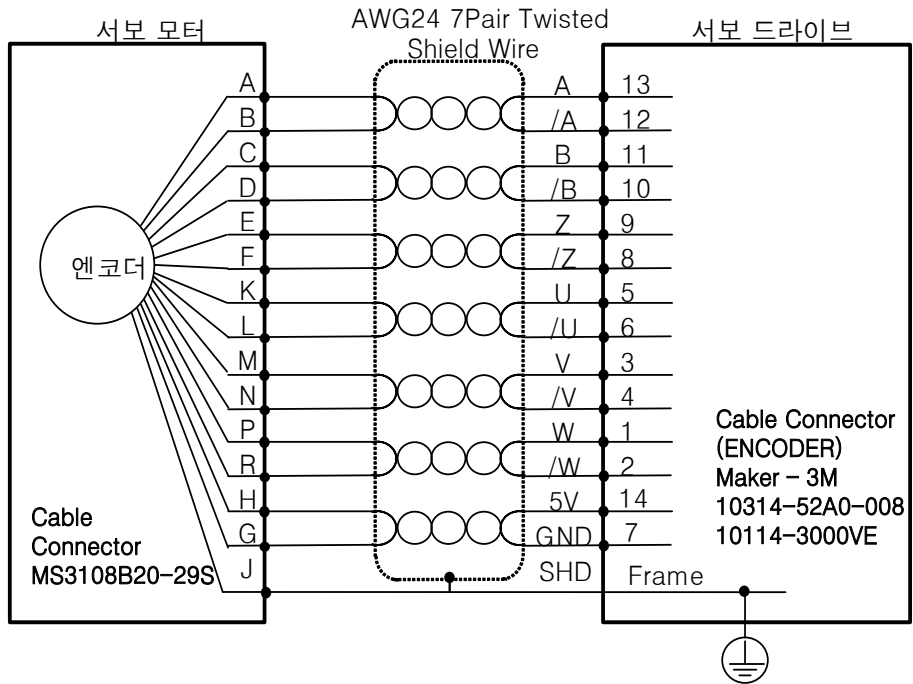 AWG24 7Pair Twisted
Shield Wire
서보 모터
서보 드라이브
A A 13
B /A 12
C B 11
D /B 10
E Z 9
F /Z 8
K U 5
L /U 6
M V 3
N /V 4
P W 1
R /W 2
H 5V 14
G GND 7
J SHD Frame
엔코더
Cable
Connector
MS3108B20-29S
Cable Connector
(ENCODER)
Maker – 3M
10314-52A0-008
10114-3000VE